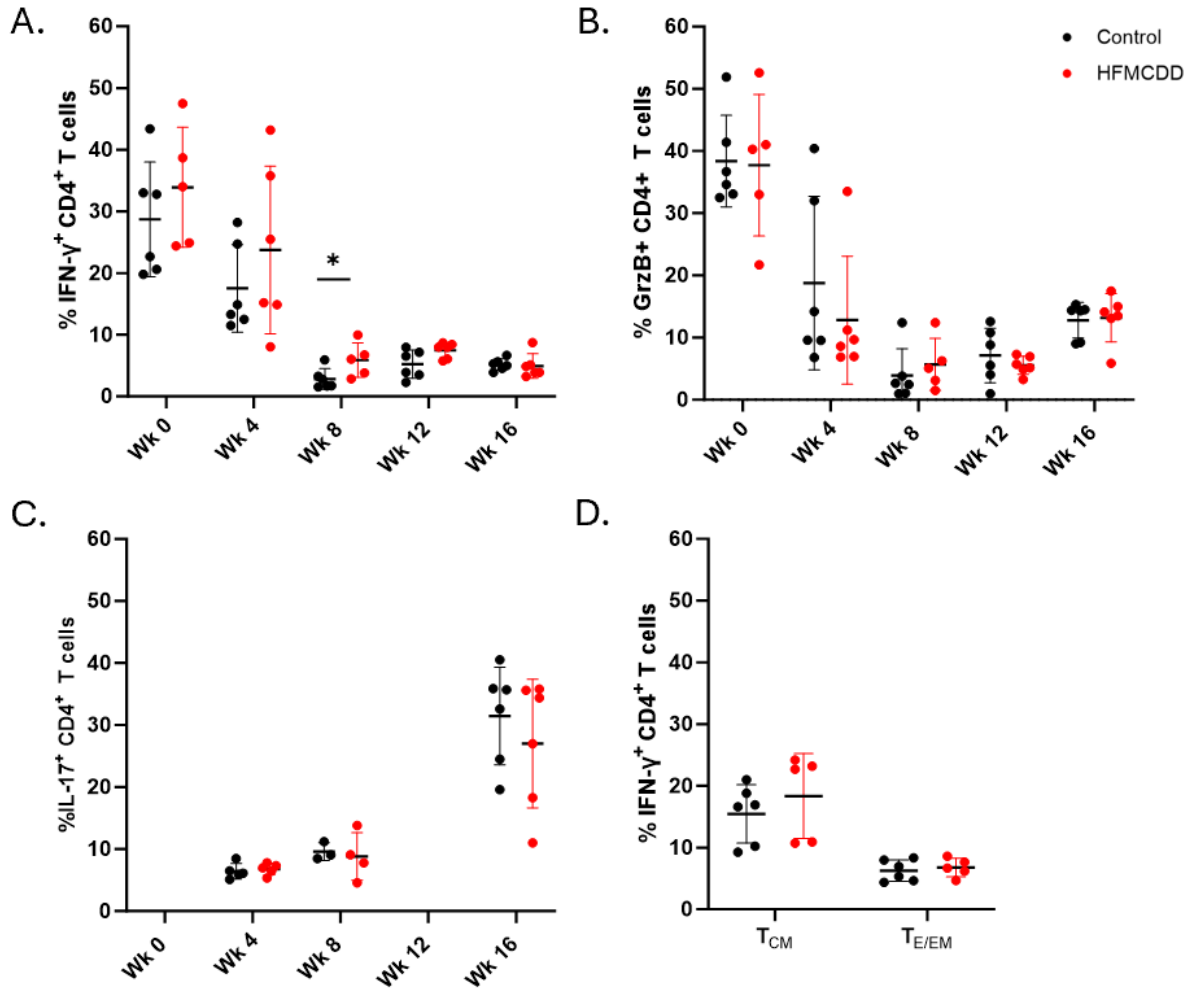 A.
60
50
40
30
20
10
0
% IFN-γ⁺ CD4⁺ T cells
*
Wk 0
Wk 4
Wk 8
Wk 12
Wk 16
B.
60
50
40
30
20
10
0
% GrzB+ CD4+ T cells
Wk 0
Wk 4
Wk 8
Wk 12
Wk 16
Control
HFMCDD
C.
60
50
40
30
20
10
0
%IL-17⁺ CD4⁺ T cells
Wk 0
Wk 4
Wk 8
Wk 12
Wk 16
D.
60
50
40
30
20
10
0
% IFN-γ⁺ CD4⁺ T cells
TCM
TE/EM